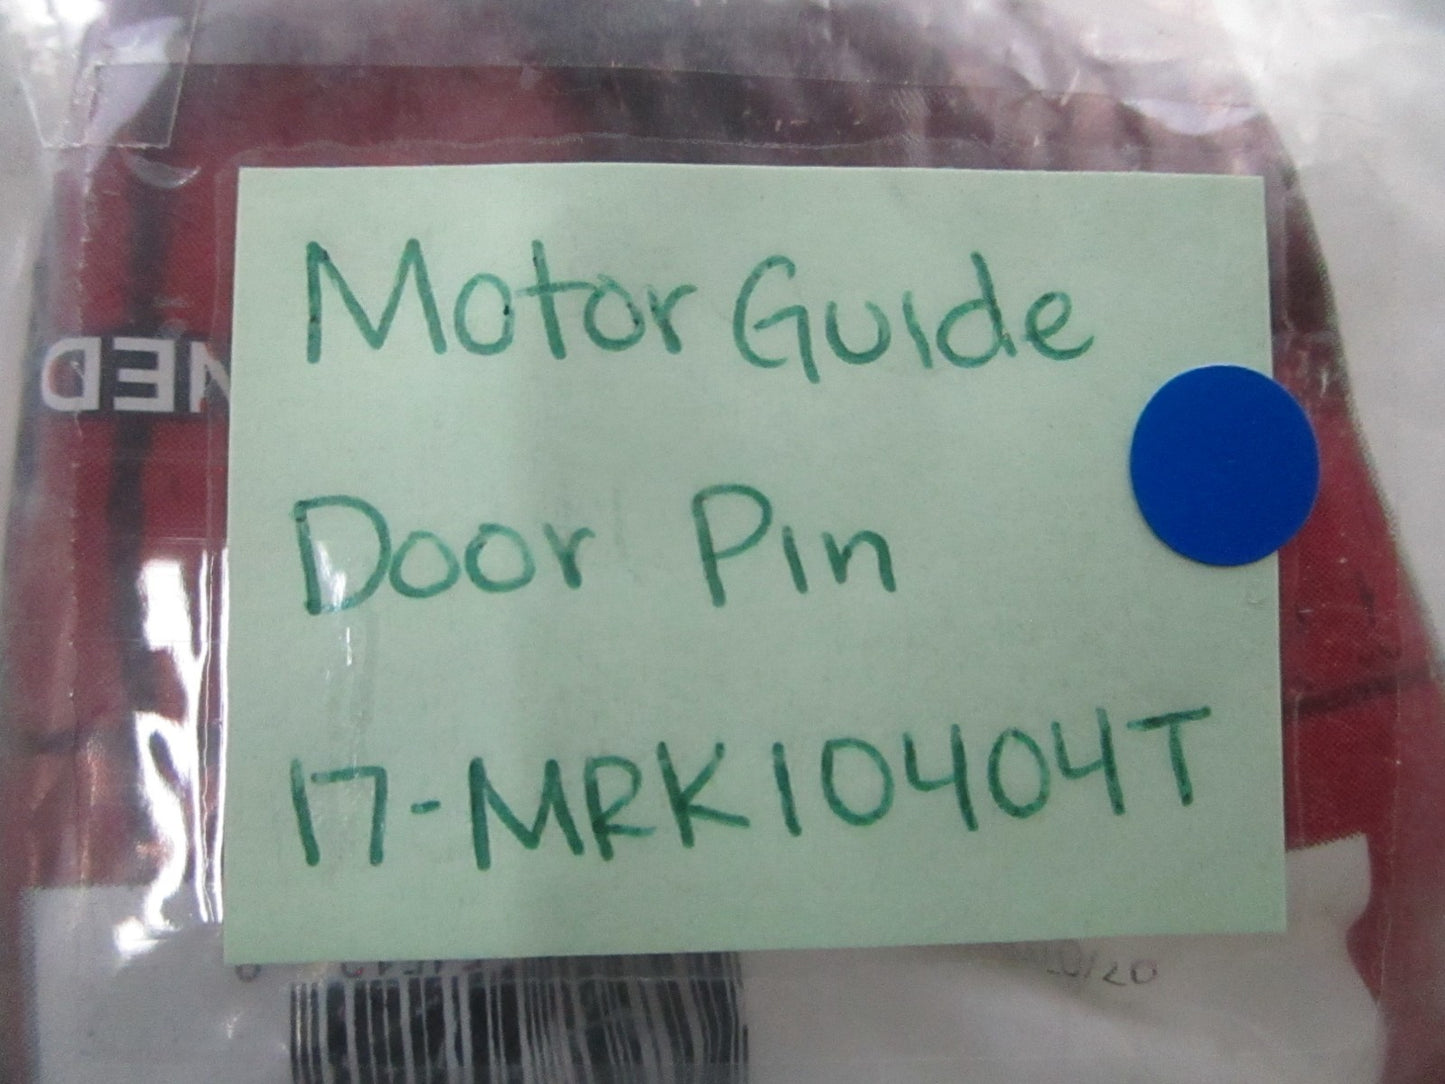 Motor Guide
Door Pin
17-MRK10404T